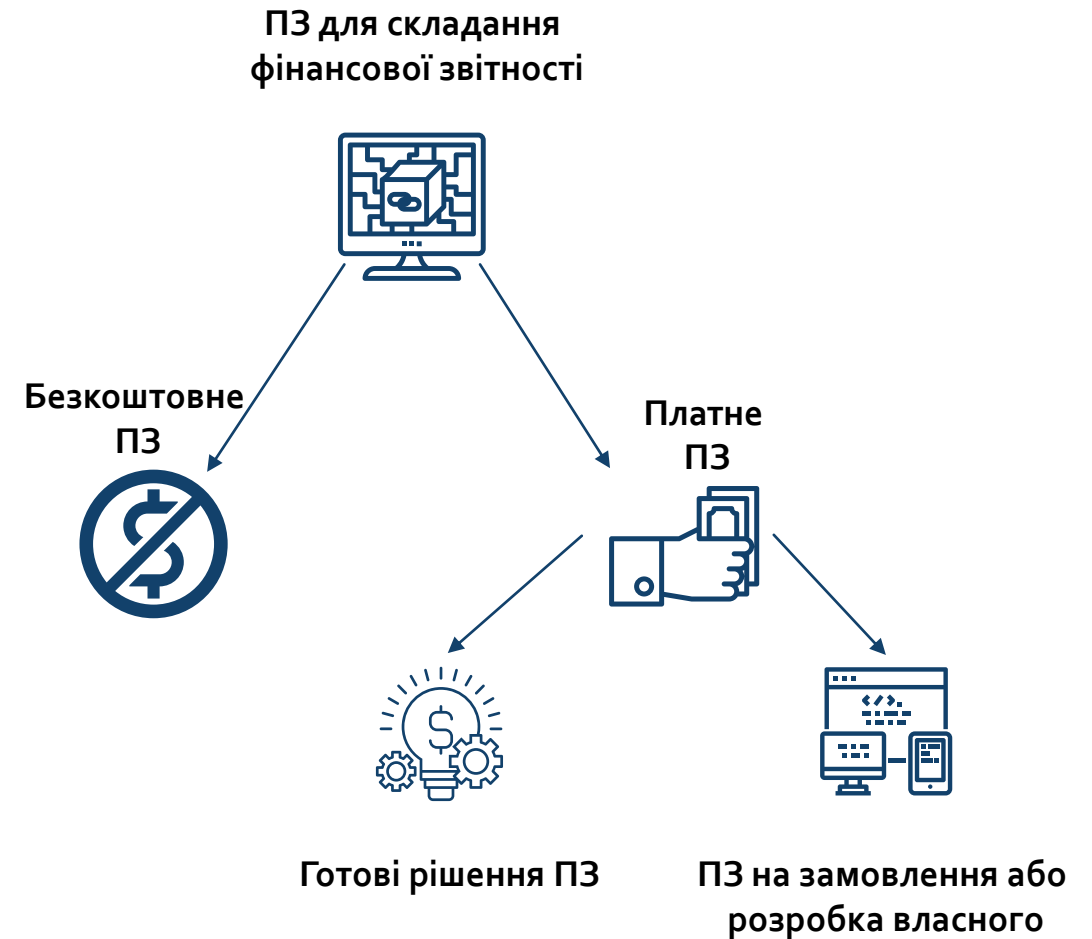 ПЗ для складання
фінансової звітності
Безкоштовне
ПЗ
Платне
ПЗ
Готові рішення ПЗ
ПЗ на замовлення або
розробка власного